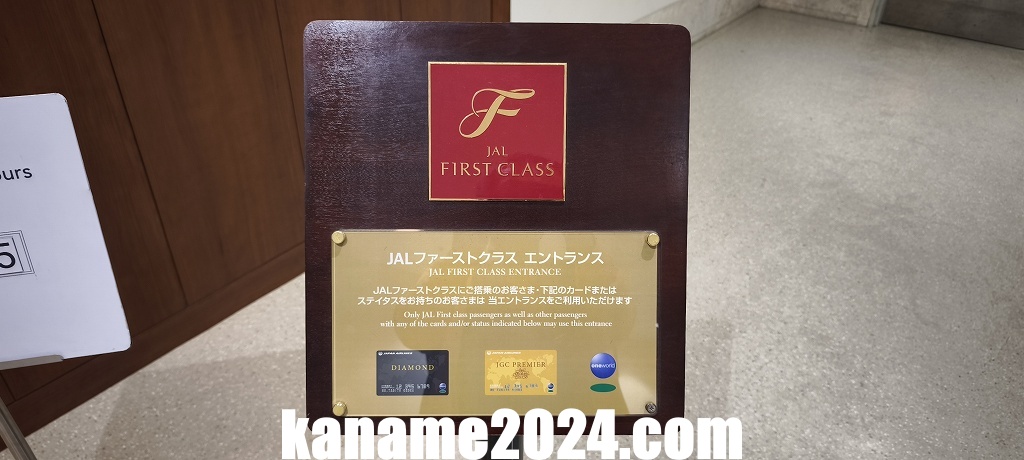 ours
5
F
JAL
FIRST CLASS
JALファーストクラス エントランス
JAL FIRST CLASS ENTRANCE
JALファーストクラスにご搭乗のお客さま・下記のカードまたは
ステイタスをお持ちのお客さまは 当エントランスをご利用いただけます
Only JAL First class passengers as well as other passengers
with any of the cards and/or status indicated below may use this entrance
JAPAN AIRLINES
DIAMOND
JAPAN AIRLINES
JGC PREMIER
oneworld
kaname2024.com